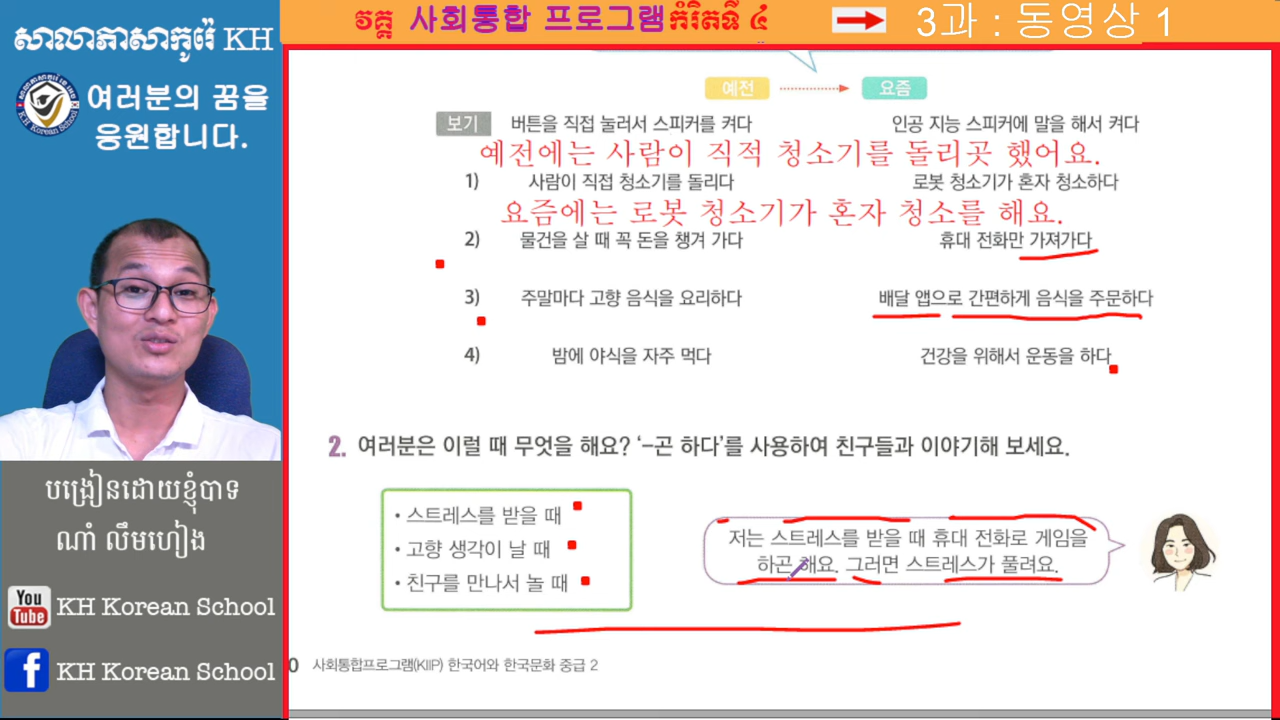 សាលាភាសាកូរ៉េ KH
여러분의 꿈을
응원합니다.
KH Korean School
បង្រៀនដោយខ្ញុំបាទ
ណាំ លឹមហៀង
You Tube KH Korean School
f KH Korean School
វគ្គ 사회통합 프로그램កំរិតទី ៤
3과 : 동영상 1
예전 요즘
보기 버튼을 직접 눌러서 스피커를 켜다 인공 지능 스피커에 말을 해서 켜다
예전에는 사람이 직적 청소기를 돌리곳 했어요.
1) 사람이 직접 청소기를 돌리다 로봇 청소기가 혼자 청소하다
요즘에는 로봇 청소기가 혼자 청소를 해요.
2) 물건을 살 때 꼭 돈을 챙겨 가다 휴대 전화만 가져가다
3) 주말마다 고향 음식을 요리하다 배달 앱으로 간편하게 음식을 주문하다
4) 밤에 야식을 자주 먹다 건강을 위해서 운동을 하다
2. 여러분은 이럴 때 무엇을 해요? ‘-곤 하다’를 사용하여 친구들과 이야기해 보세요.
• 스트레스를 받을 때
• 고향 생각이 날 때
• 친구를 만나서 놀 때
저는 스트레스를 받을 때 휴대 전화로 게임을
하곤 해요. 그러면 스트레스가 풀려요.
0 사회통합프로그램(KIIP) 한국어와 한국문화 중급 2